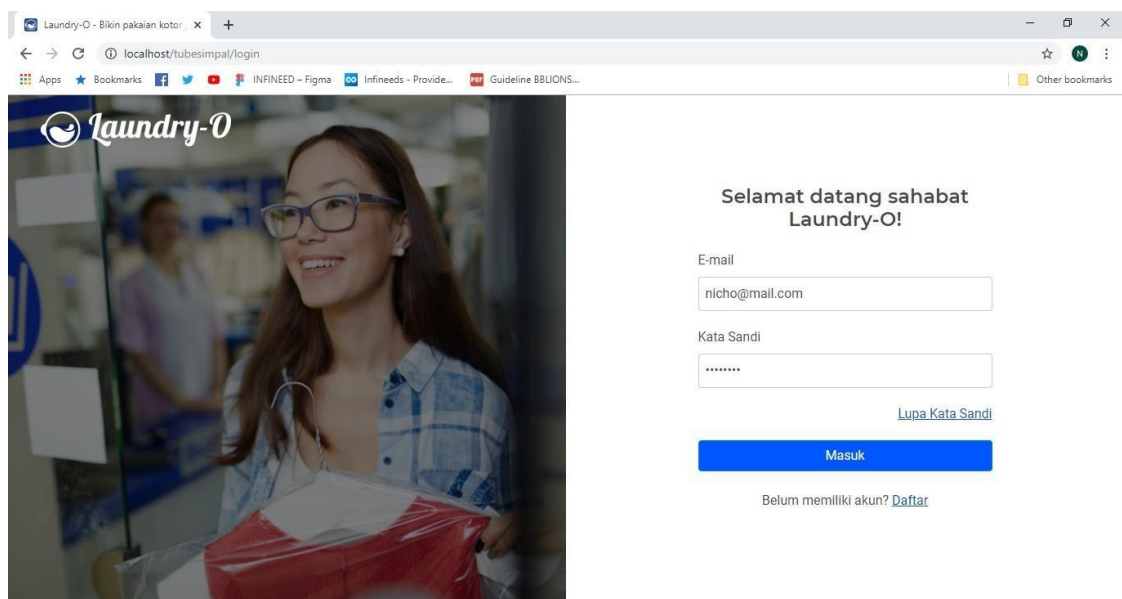 Laundry-O - Bikin pakaian kotor
localhost/tubesimpal/login
N
Apps Bookmarks INFINEED – Figma Infineeds - Provide... PDF Guideline BBLIONS... Other bookmarks
Laundry-O
Selamat datang sahabat
Laundry-O!
E-mail
nicho@mail.com
Kata Sandi
••••••••
Lupa Kata Sandi
Masuk
Belum memiliki akun? Daftar